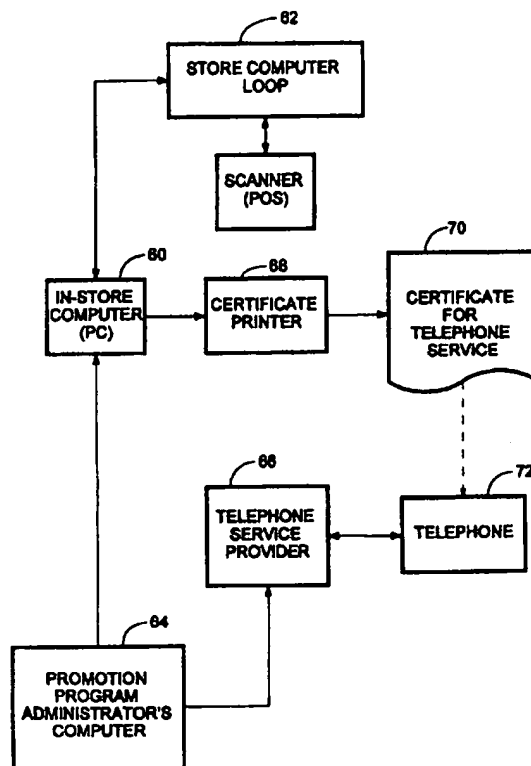 62
STORE COMPUTER
LOOP
SCANNER
(POS)
60
IN-STORE
COMPUTER
(PC)
68
CERTIFICATE
PRINTER
70
CERTIFICATE
FOR
TELEPHONE
SERVICE
66
TELEPHONE
SERVICE
PROVIDER
72
TELEPHONE
64
PROMOTION
PROGRAM
ADMINISTRATOR'S
COMPUTER